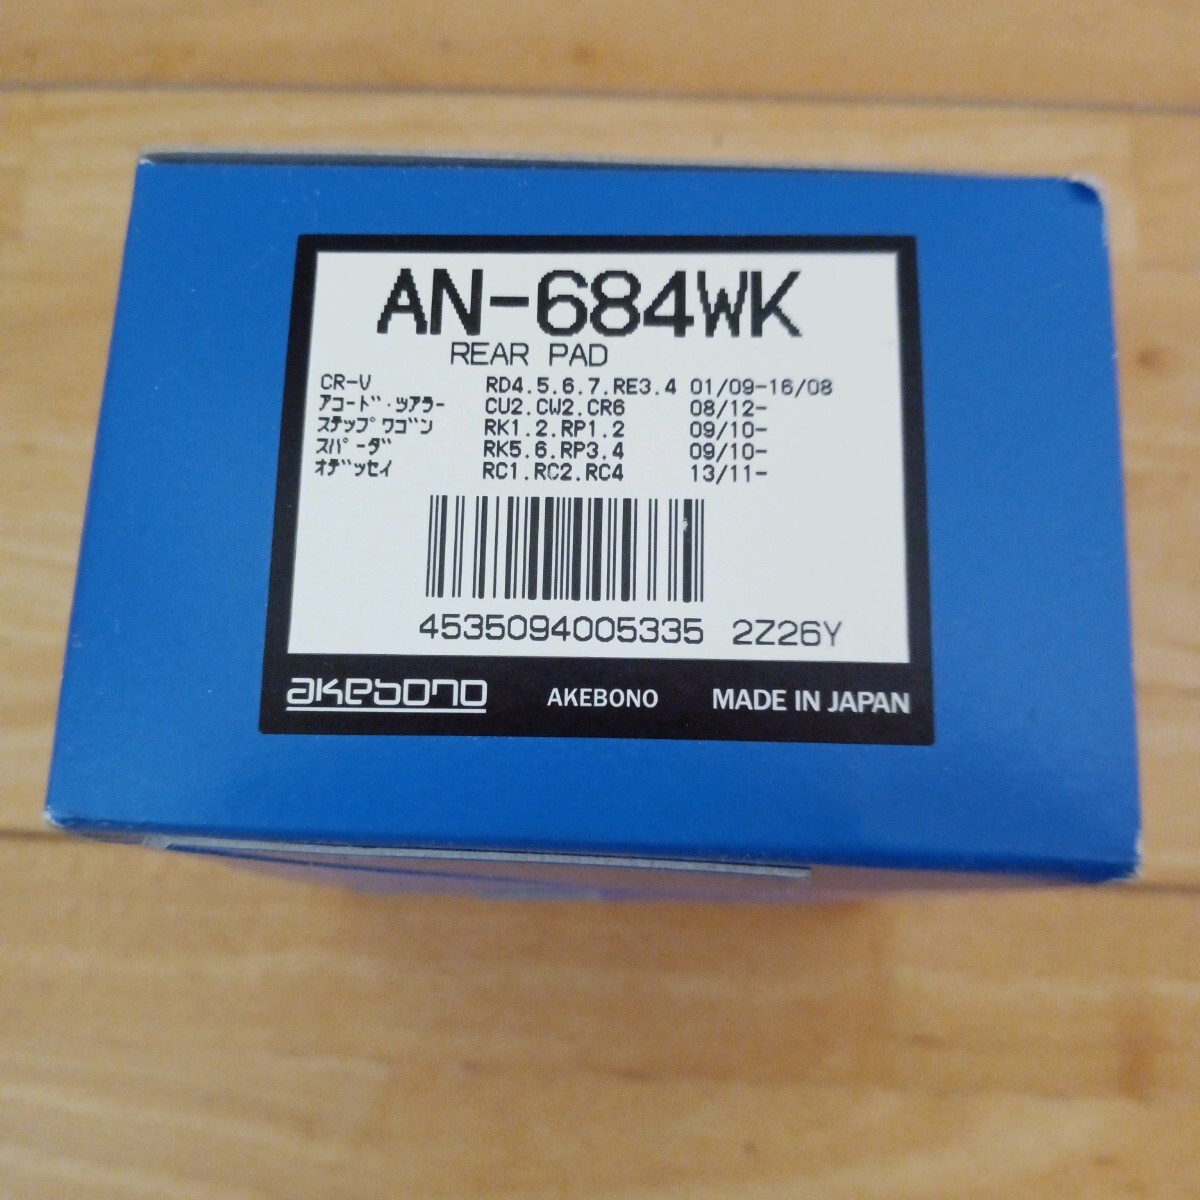 AN-684WK
REAR PAD
CR-V RD4.5.6.7.RE3.4 01/09-16/08
ｱｺｰﾄﾞ･ﾂｱﾗｰ CU2.CW2.CR6 08/12-
ｽﾃｯﾌﾟﾜｺﾞﾝ RK1.2.RP1.2 09/10-
ｽﾊﾟｰﾀﾞ RK5.6.RP3.4 09/10-
ｵﾃﾞｯｾｲ RC1.RC2.RC4 13/11-
4535094005335 2Z26Y
akebono AKEBONO MADE IN JAPAN